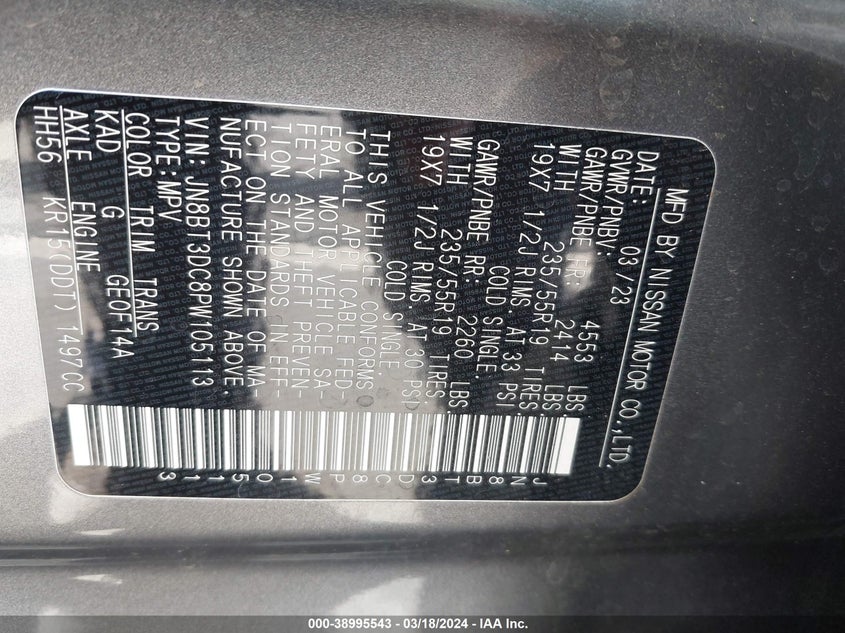 MFD BY NISSAN MOTOR CO.,LTD.
DATE: 03/23
GVWR/PNBV: 4553 LBS.
GAWR/PNBE FR: 2414 LBS.
WITH 235/55R19 TIRES.
19X7 1/2J RIMS. AT 33 PSI
COLD SINGLE.
GAWR/PNBE RR: 2260 LBS
WITH 235/55R19 TIRES.
19X7 1/2J RIMS. AT 30 PSI
COLD SINGLE.
THIS VEHICLE CONFORMS
TO ALL APPLICABLE FED-
ERAL MOTOR VEHICLE SA-
FETY AND THEFT PREVEN-
TION STANDARDS IN EFF
ECT ON THE DATE OF MA-
NUFACTURE SHOWN ABOVE.
VIN: JN8BT3DC8PW105113
TYPE:MPV
COLOR TRIM TRANS
KAD G GE0F14A
AXLE ENGINE
HH56 KR15(DDT) 1497CC
JN8BT3DC8PW105113
000-38995543 - 03/18/2024 - IAA Inc.